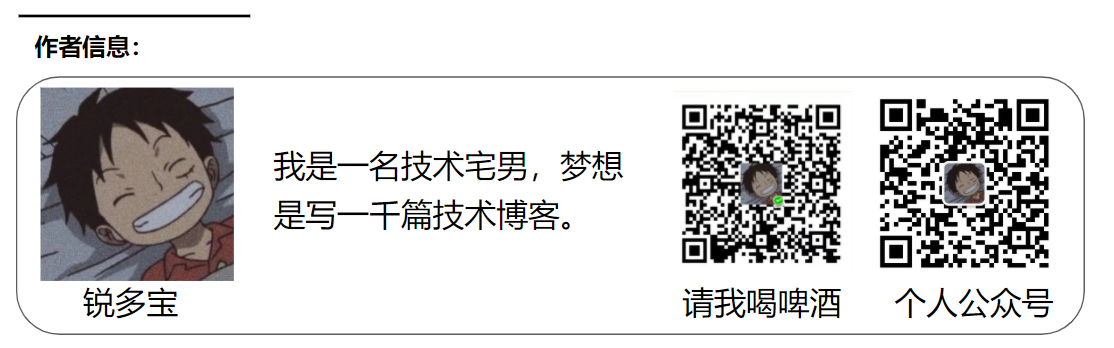 作者信息：
我是一名技术宅男，梦想
是写一千篇技术博客。
锐多宝
请我喝啤酒
个人公众号